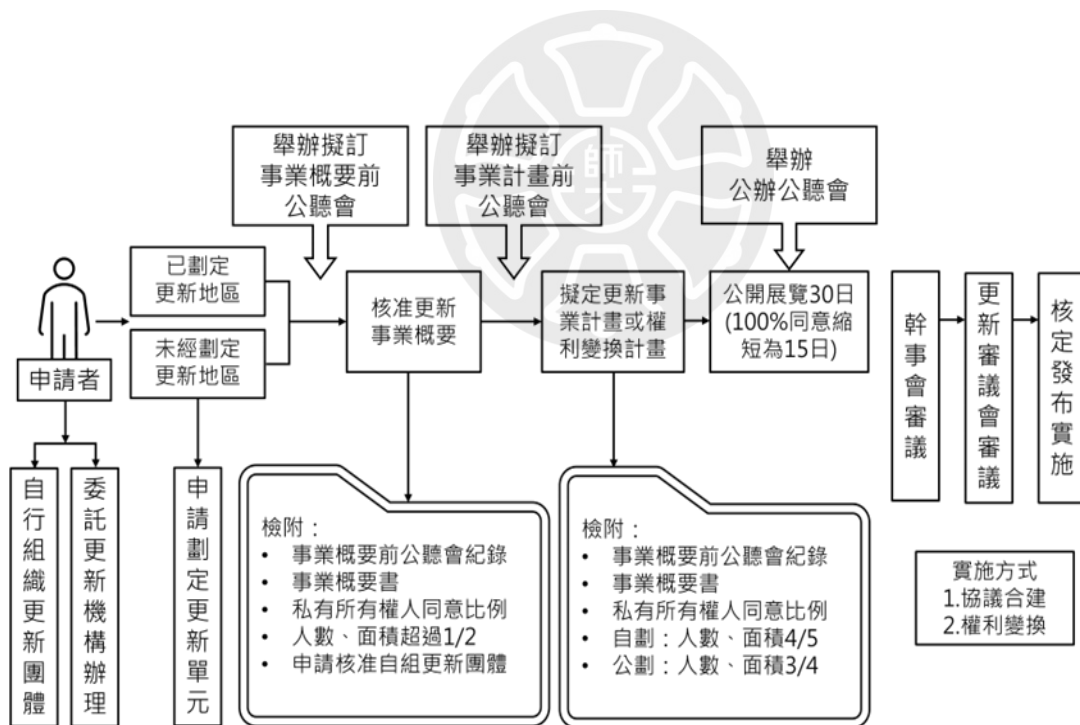 舉辦擬訂
事業概要前
公聽會
舉辦擬訂
事業計畫前
公聽會
舉辦
公辦公聽會
師大
申請者
已劃定
更新地區
未經劃定
更新地區
核准更新
事業概要
擬定更新事
業計畫或權
利變換計畫
公開展覽30日
(100%同意縮
短為15日)
幹事會審議
更新審議會審議
核定發布實施
自行組織更新團體
委託更新機構辦理
申請劃定更新單元
檢附：
• 事業概要前公聽會紀錄
• 事業概要書
• 私有所有權人同意比例
• 人數、面積超過1/2
• 申請核准自組更新團體
檢附：
• 事業概要前公聽會紀錄
• 事業概要書
• 私有所有權人同意比例
• 自劃：人數、面積4/5
• 公劃：人數、面積3/4
實施方式
1.協議合建
2.權利變換